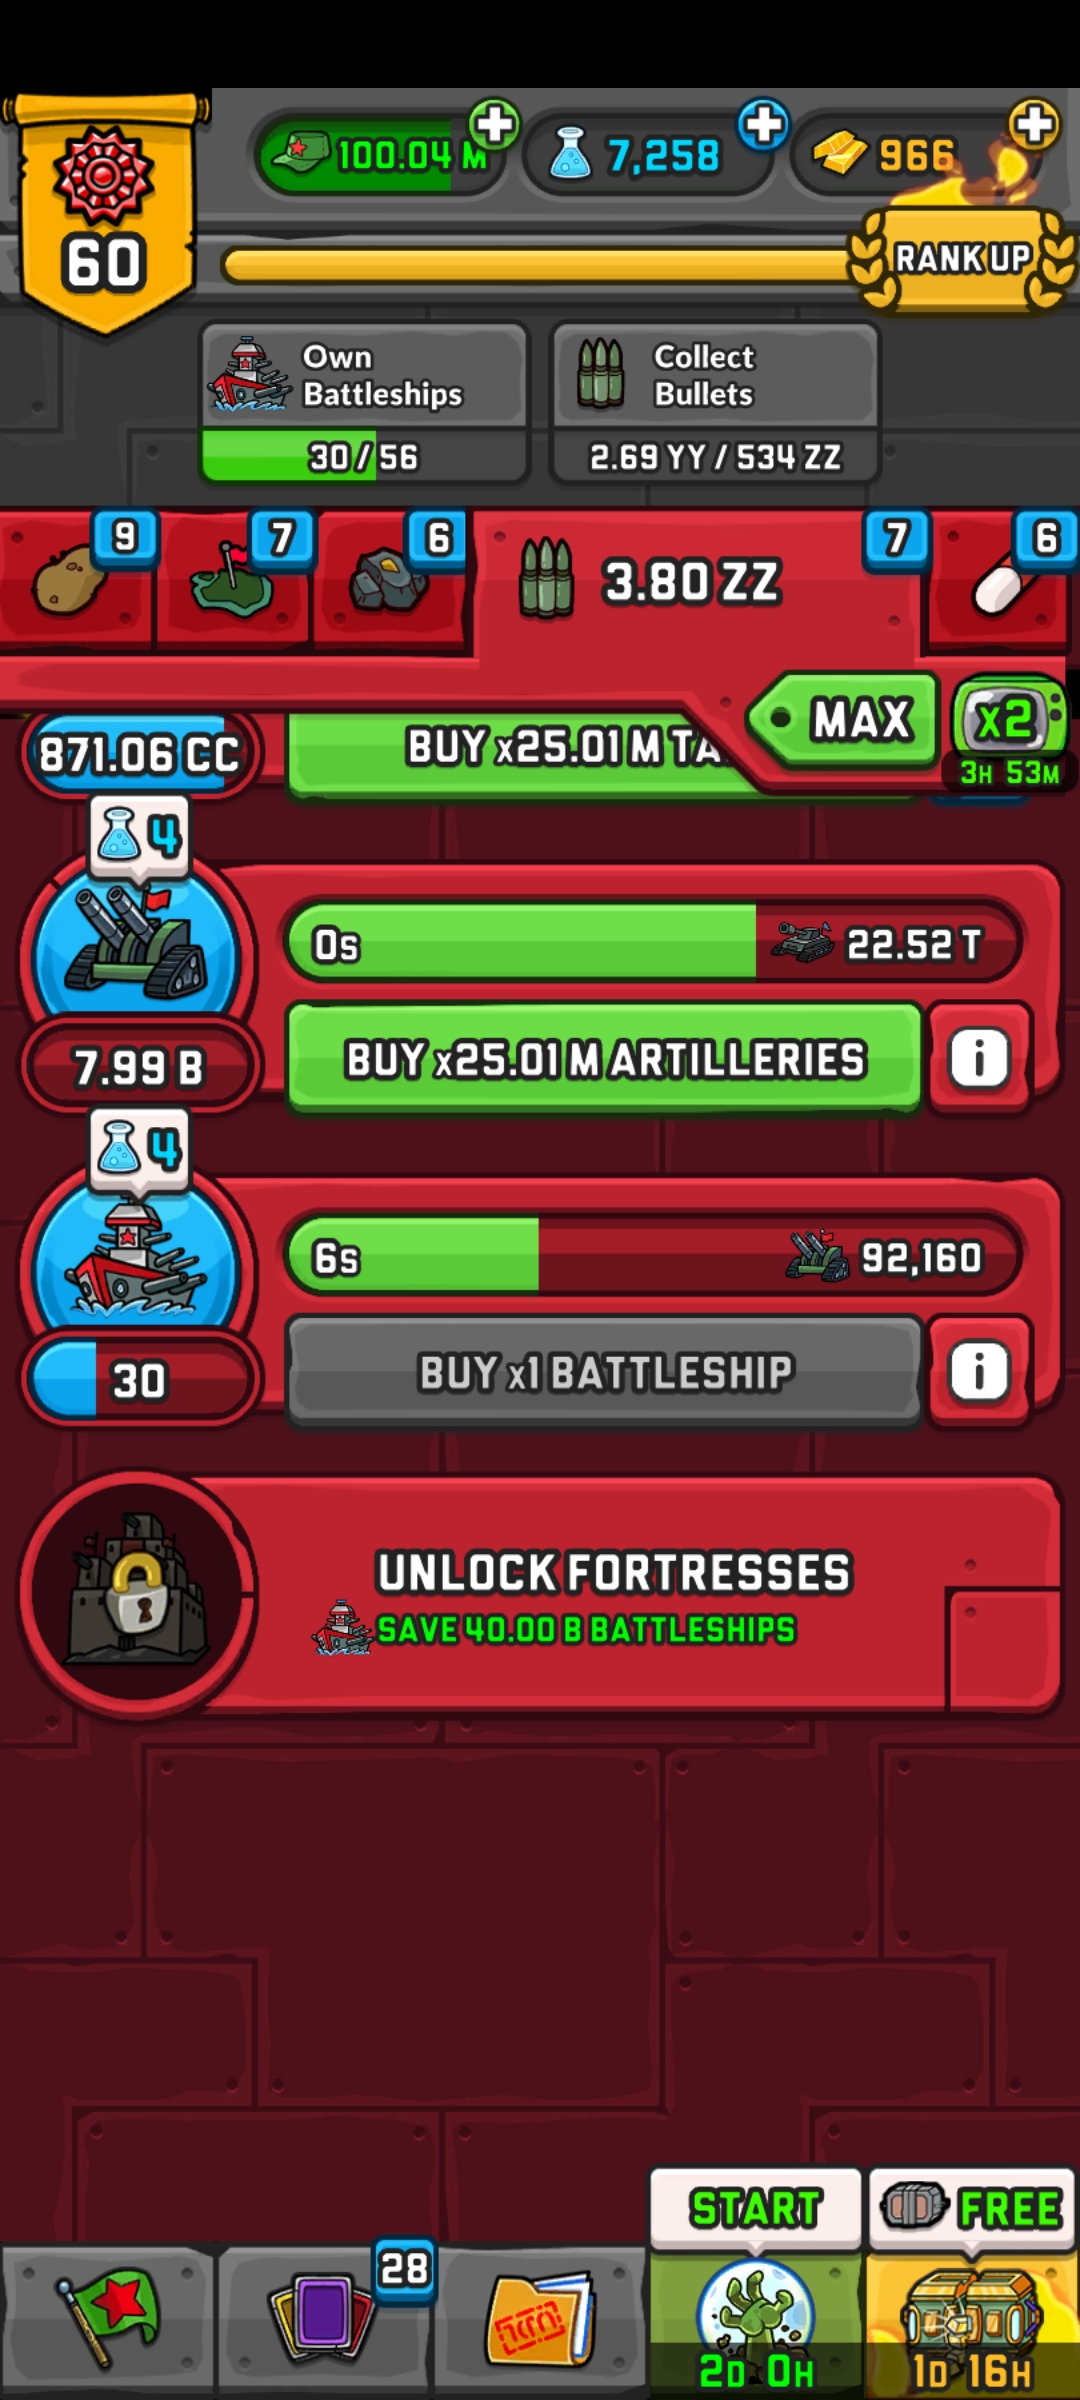 100.04 M
7,258
966
60
RANK UP
Own
Battleships
30 / 56
Collect
Bullets
2.69 YY / 534 ZZ
9
7
6
3.80 ZZ
7
6
MAX
x2
3H 53M
871.06 CC
BUY x25.01 M TA
4
0s
22.52 T
7.99 B
BUY x25.01 M ARTILLERIES
i
4
6s
92,160
30
BUY x1 BATTLESHIP
i
UNLOCK FORTRESSES
SAVE 40.00 B BATTLESHIPS
28
START
2D 0H
FREE
1D 16H